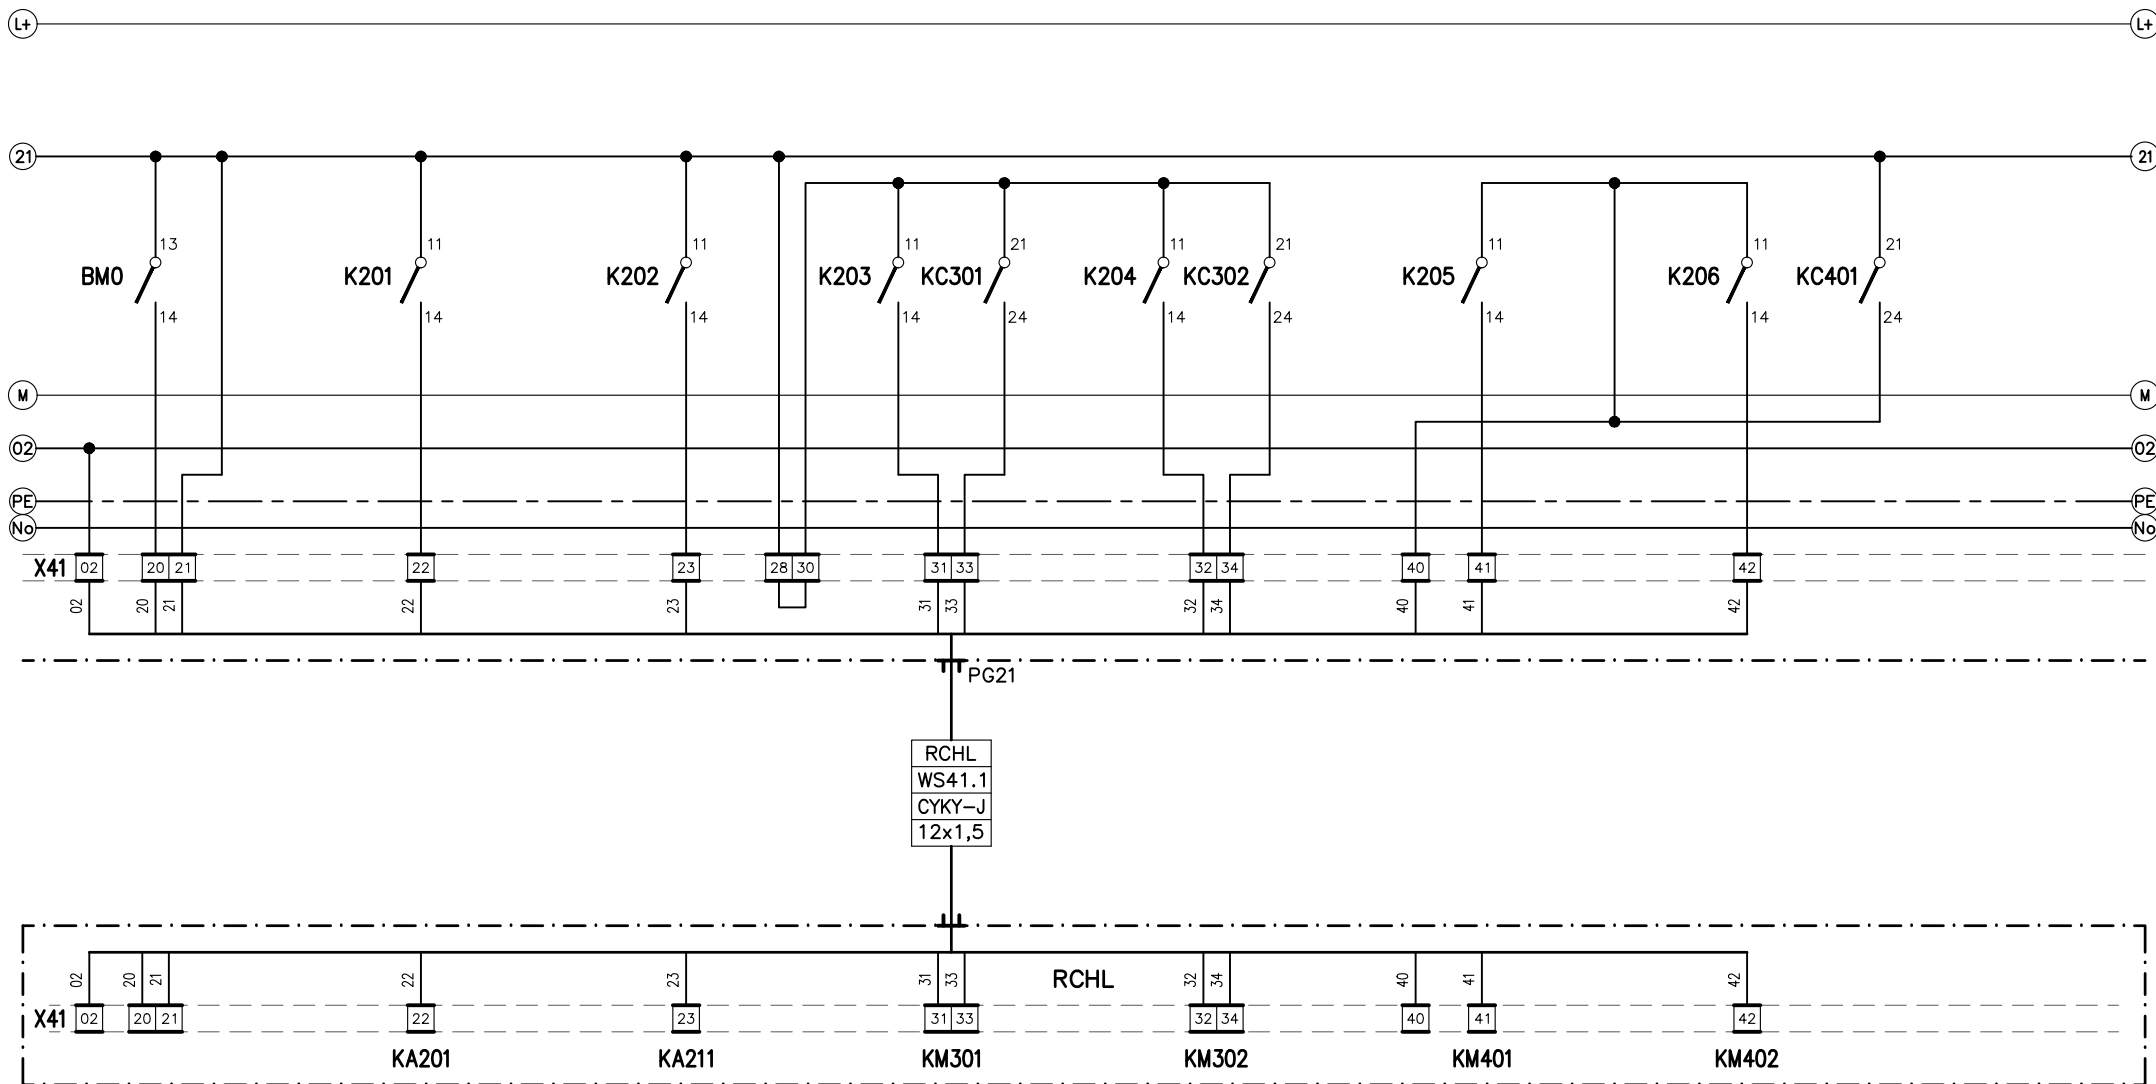 L+ L+
21 21
13 11 11 11 21 11 21 11 11 21
BM0 K201 K202 K203 KC301 K204 KC302 K205 K206 KC401
14 14 14 14 24 14 24 14 14 24
M M
02 02
PE PE
No No
X41 02 20 21 22 23 28 30 31 33 32 34 40 41 42
02 20 21 22 23 31 33 32 34 40 41 42
PG21
RCHL
WS41.1
CYKY-J
12x1,5
02 20 21 22 23 31 33 RCHL 32 34 40 41 42
X41 02 20 21 22 23 31 33 32 34 40 41 42
KA201 KA211 KM301 KM302 KM401 KM402